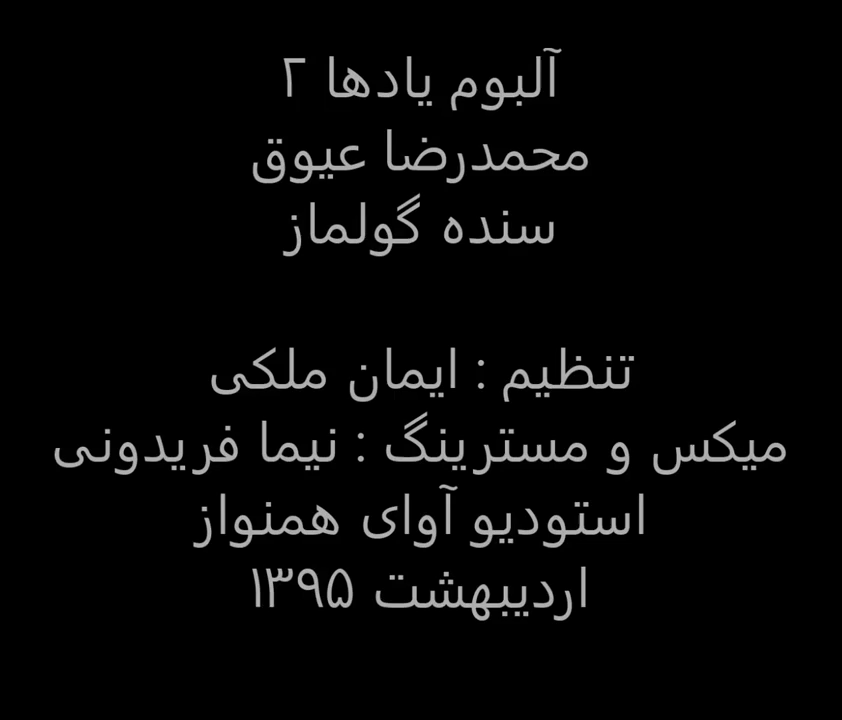 آلبوم یادها ۲
محمدرضا عیوق
سنده گولماز
تنظیم : ایمان ملکی
میکس و مسترینگ : نیما فریدونی
استودیو آوای همنواز
اردیبهشت ۱۳۹۵